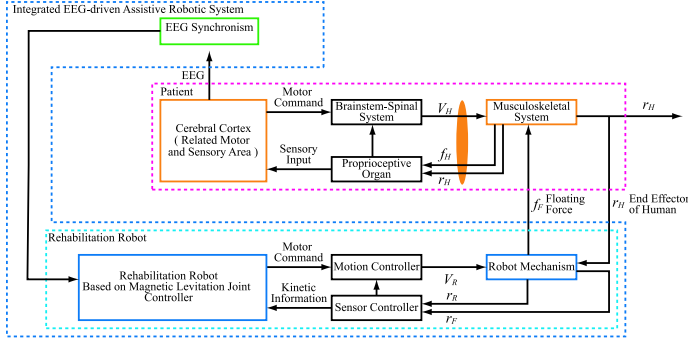 Integrated EEG-driven Assistive Robotic System
EEG Synchronism
EEG
Patient
Motor
Command
Brainstem-Spinal
System
V_H
Musculoskeletal
System
r_H
Cerebral Cortex
( Related Motor
and Sensory Area )
Sensory
Input
Proprioceptive
Organ
f_H
r_H
f_F Floating
Force
r_H End Effector
of Human
Rehabilitation Robot
Motor
Command
Rehabilitation Robot
Based on Magnetic Levitation Joint
Controller
Motion Controller
V_R
Robot Mechanism
Kinetic
Information
Sensor Controller
r_R
r_F